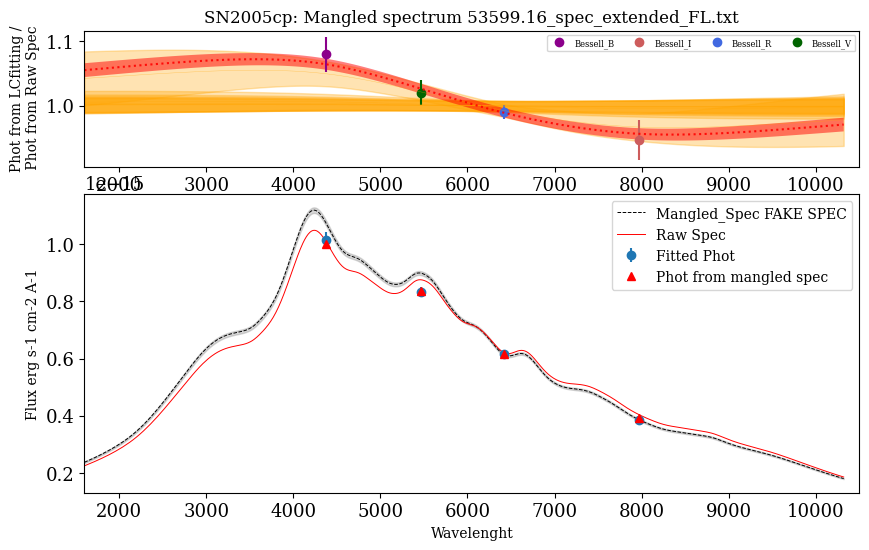 SN2005cp: Mangled spectrum 53599.16_spec_extended_FL.txt
Phot from LCfitting /
Phot from Raw Spec
1.1
1.0
Bessell_B
Bessell_I
Bessell_R
Bessell_V
2000 3000 4000 5000 6000 7000 8000 9000 10000
1e−15
Flux erg s-1 cm-2 A-1
1.0
0.8
0.6
0.4
0.2
Mangled_Spec FAKE SPEC
Raw Spec
Fitted Phot
Phot from mangled spec
2000 3000 4000 5000 6000 7000 8000 9000 10000
Wavelenght